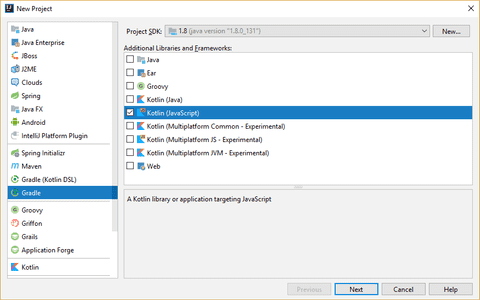 New Project
Java
Java Enterprise
JBoss
J2ME
Clouds
Spring
Java FX
Android
IntelliJ Platform Plugin
Spring Initializr
Maven
Gradle (Kotlin DSL)
Gradle
Groovy
Griffon
Grails
Application Forge
Kotlin
Project SDK: 1.8 (java version "1.8.0_131") New...
Additional Libraries and Frameworks:
Java
Ear
Groovy
Kotlin (Java)
Kotlin (JavaScript)
Kotlin (Multiplatform Common - Experimental)
Kotlin (Multiplatform JS - Experimental)
Kotlin (Multiplatform JVM - Experimental)
Web
A Kotlin library or application targeting JavaScript
Previous Next Cancel Help